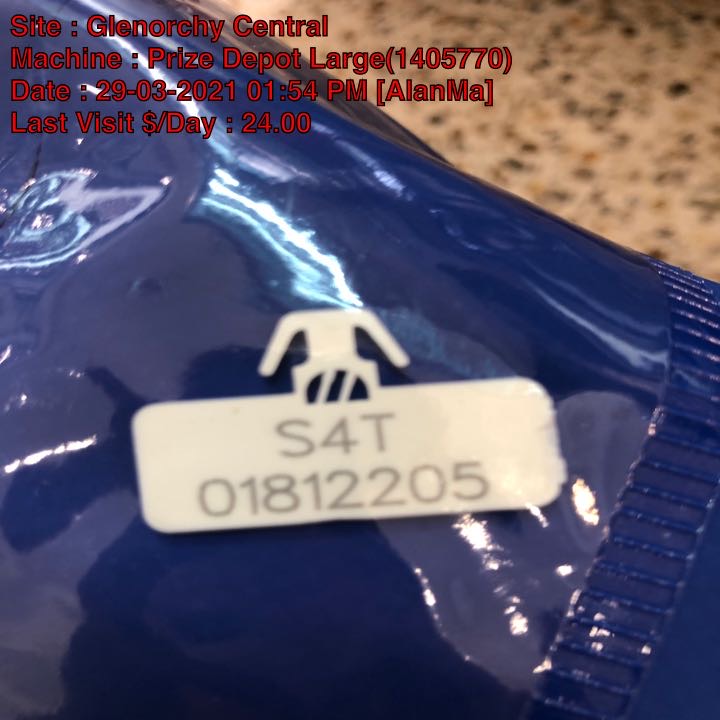 Site : Glenorchy Central
Machine : Prize Depot Large(1405770)
Date : 29-03-2021 01:54 PM [AlanMa]
Last Visit $/Day : 24.00
S4T
01812205